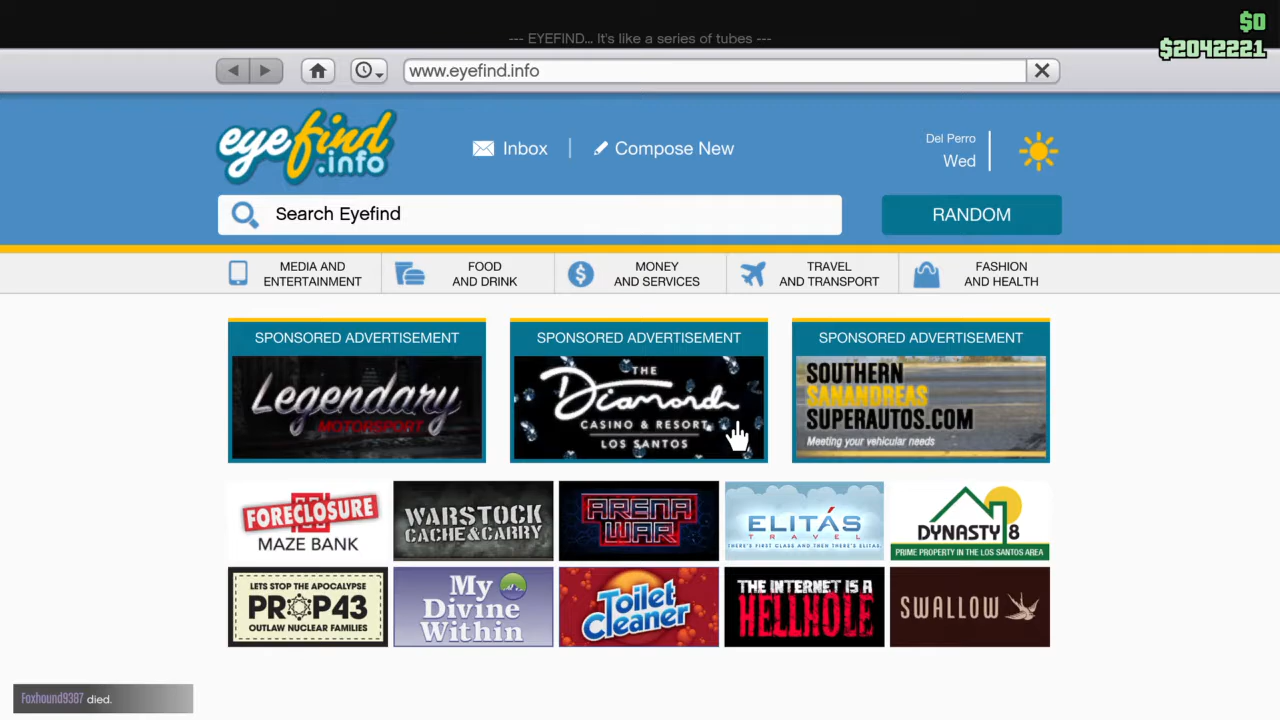 $0
$2042221
--- EYEFIND... It's like a series of tubes ---
www.eyefind.info
eyefind
.info
Inbox
Compose New
Del Perro
Wed
Search Eyefind
RANDOM
MEDIA AND
ENTERTAINMENT
FOOD
AND DRINK
MONEY
AND SERVICES
TRAVEL
AND TRANSPORT
FASHION
AND HEALTH
SPONSORED ADVERTISEMENT
Legendary
MOTORSPORT
SPONSORED ADVERTISEMENT
THE
Diamond
CASINO & RESORT
LOS SANTOS
SPONSORED ADVERTISEMENT
SOUTHERN
SANANDREAS
SUPERAUTOS.COM
Meeting your vehicular needs
FORECLOSURE
MAZE BANK
WARSTOCK
CACHE&CARRY
ARENA
WAR
ELITÁS
TRAVEL
THERE'S FIRST CLASS AND THEN THERE'S ELITAS.
DYNASTY 8
PRIME PROPERTY IN THE LOS SANTOS AREA
LETS STOP THE APOCALYPSE
PROP43
OUTLAW NUCLEAR FAMILIES
My
Divine
Within
Toilet
Cleaner
THE INTERNET IS A
HELLHOLE
SWALLOW
Foxhound9387 died.